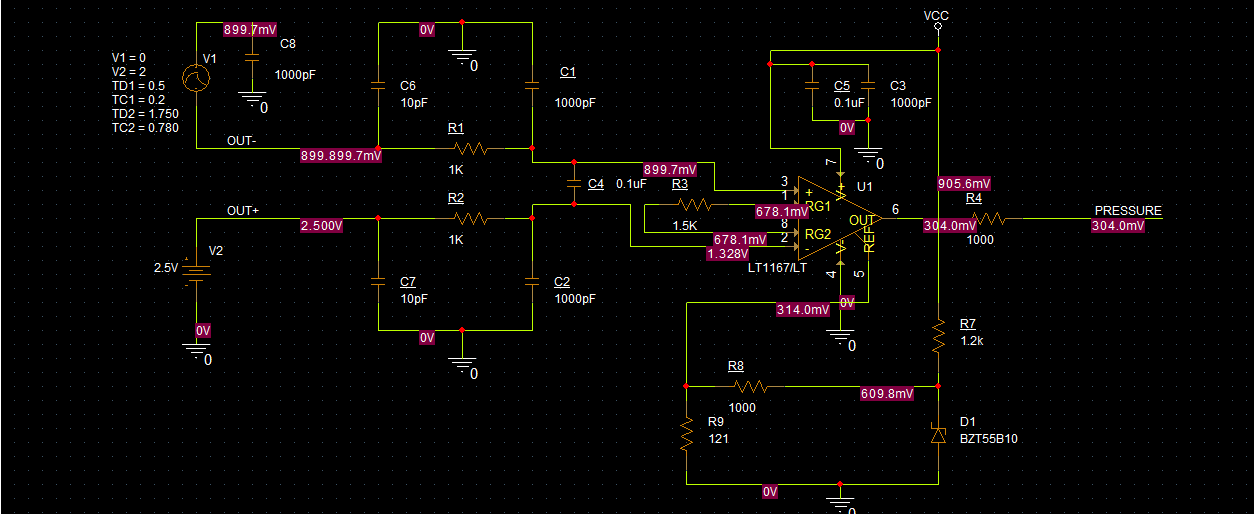 VCC
899.7mV
0V
C8
V1
V1 = 0
V2 = 2
TD1 = 0.5
TC1 = 0.2
TD2 = 1.750
TC2 = 0.780
1000pF
0
0
C6
10pF
C1
1000pF
C5
0.1uF
C3
1000pF
0V
0
OUT-
899.899.7mV
R1
1K
899.7mV
C4
0.1uF
R3
1.5K
7
3
1
8
2
+
-
V+
V-
U1
RG1
RG2
OUT
REF
6
4
5
LT1167/LT
678.1mV
678.1mV
1.328V
905.6mV
R4
1000
304.0mV
PRESSURE
304.0mV
OUT+
2.500V
R2
1K
V2
2.5V
0V
0
C7
10pF
C2
1000pF
0V
0
314.0mV
0V
0
R7
1.2k
R8
1000
609.8mV
R9
121
D1
BZT55B10
0V
0